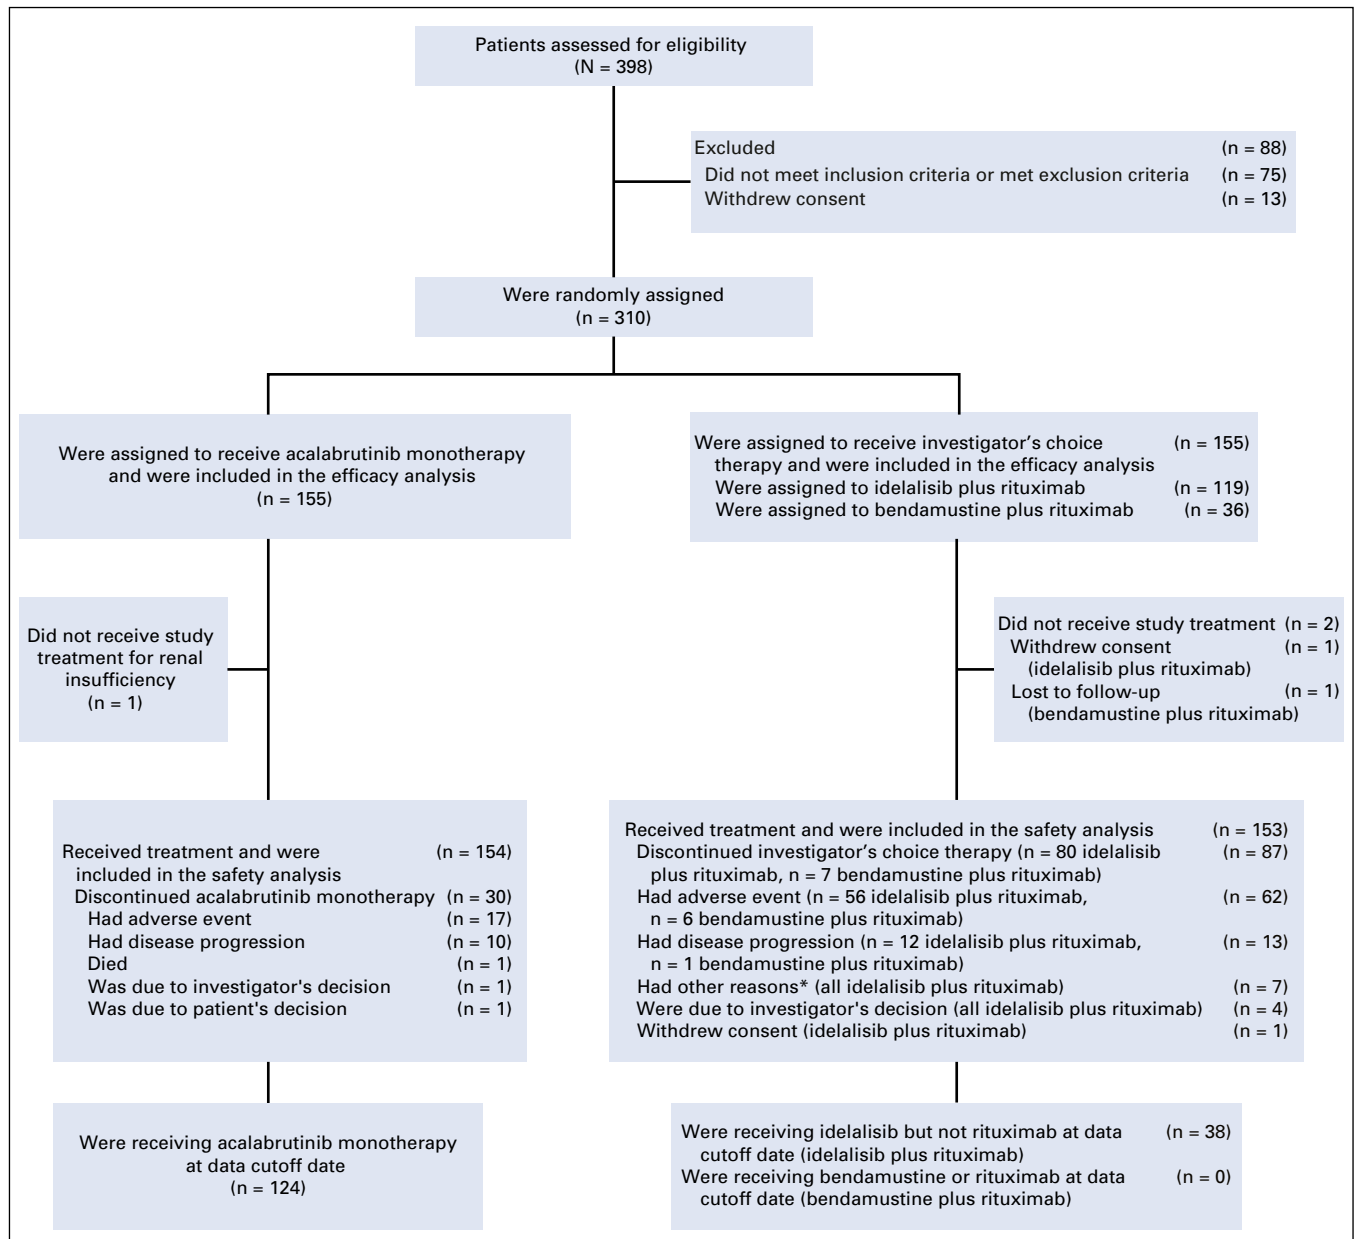 Patients assessed for eligibility
(N = 398)
Excluded (n = 88)
Did not meet inclusion criteria or met exclusion criteria (n = 75)
Withdrew consent (n = 13)
Were randomly assigned
(n = 310)
Were assigned to receive acalabrutinib monotherapy
and were included in the efficacy analysis
(n = 155)
Were assigned to receive investigator's choice (n = 155)
therapy and were included in the efficacy analysis
Were assigned to idelalisib plus rituximab (n = 119)
Were assigned to bendamustine plus rituximab (n = 36)
Did not receive study
treatment for renal
insufficiency
(n = 1)
Did not receive study treatment (n = 2)
Withdrew consent (n = 1)
(idelalisib plus rituximab)
Lost to follow-up (n = 1)
(bendamustine plus rituximab)
Received treatment and were (n = 154)
included in the safety analysis
Discontinued acalabrutinib monotherapy (n = 30)
Had adverse event (n = 17)
Had disease progression (n = 10)
Died (n = 1)
Was due to investigator's decision (n = 1)
Was due to patient's decision (n = 1)
Received treatment and were included in the safety analysis (n = 153)
Discontinued investigator's choice therapy (n = 80 idelalisib (n = 87)
plus rituximab, n = 7 bendamustine plus rituximab)
Had adverse event (n = 56 idelalisib plus rituximab, (n = 62)
n = 6 bendamustine plus rituximab)
Had disease progression (n = 12 idelalisib plus rituximab, (n = 13)
n = 1 bendamustine plus rituximab)
Had other reasons* (all idelalisib plus rituximab) (n = 7)
Were due to investigator's decision (all idelalisib plus rituximab) (n = 4)
Withdrew consent (idelalisib plus rituximab) (n = 1)
Were receiving acalabrutinib monotherapy
at data cutoff date
(n = 124)
Were receiving idelalisib but not rituximab at data (n = 38)
cutoff date (idelalisib plus rituximab)
Were receiving bendamustine or rituximab at data (n = 0)
cutoff date (bendamustine plus rituximab)